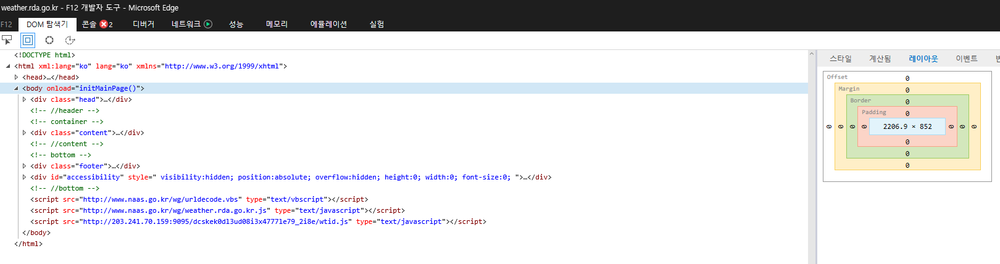 weather.rda.go.kr - F12 개발자 도구 - Microsoft Edge
F12 DOM 탐색기 콘솔 2 디버거 네트워크 성능 메모리 에뮬레이션 실험
<!DOCTYPE html>
<html xml:lang="ko" lang="ko" xmlns="http://www.w3.org/1999/xhtml">
<head>…</head>
<body onload="initMainPage()">
<div class="head">…</div>
<!-- //header -->
<!-- container -->
<div class="content">…</div>
<!-- //content -->
<!-- bottom -->
<div class="footer">…</div>
<div id="accessibility" style=" visibility:hidden; position:absolute; overflow:hidden; height:0; width:0; font-size:0; ">…</div>
<!-- //bottom -->
<script src="http://www.naas.go.kr/wg/urldecode.vbs" type="text/vbscript"></script>
<script src="http://www.naas.go.kr/wg/weather.rda.go.kr.js" type="text/javascript"></script>
<script src="http://203.241.70.159:9095/dcskek0dl3ud08i3x47771e79_2i8e/wtid.js" type="text/javascript"></script>
</body>
</html>
스타일 계산됨 레이아웃 이벤트
Offset 0
Margin 0
Border 0
Padding 0
0 0 0 0 2206.9 × 852 0 0 0
0
0
0